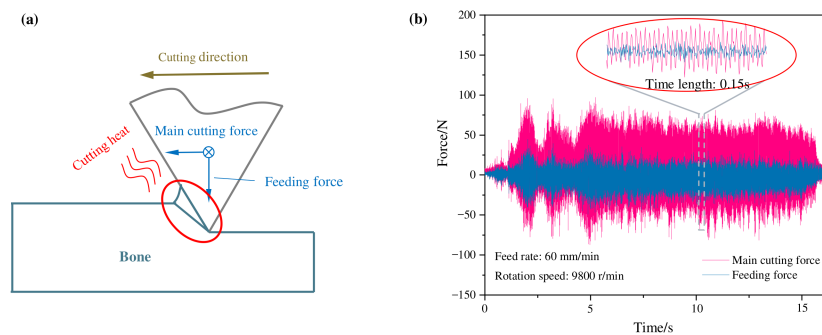 (a)
Cutting direction
Main cutting force
Cutting heat
Feeding force
Bone
(b)
200
150
100
50
0
−50
−100
−150
0
5
10
15
Force/N
Time/s
Time length: 0.15s
Feed rate: 60 mm/min
Rotation speed: 9800 r/min
Main cutting force
Feeding force